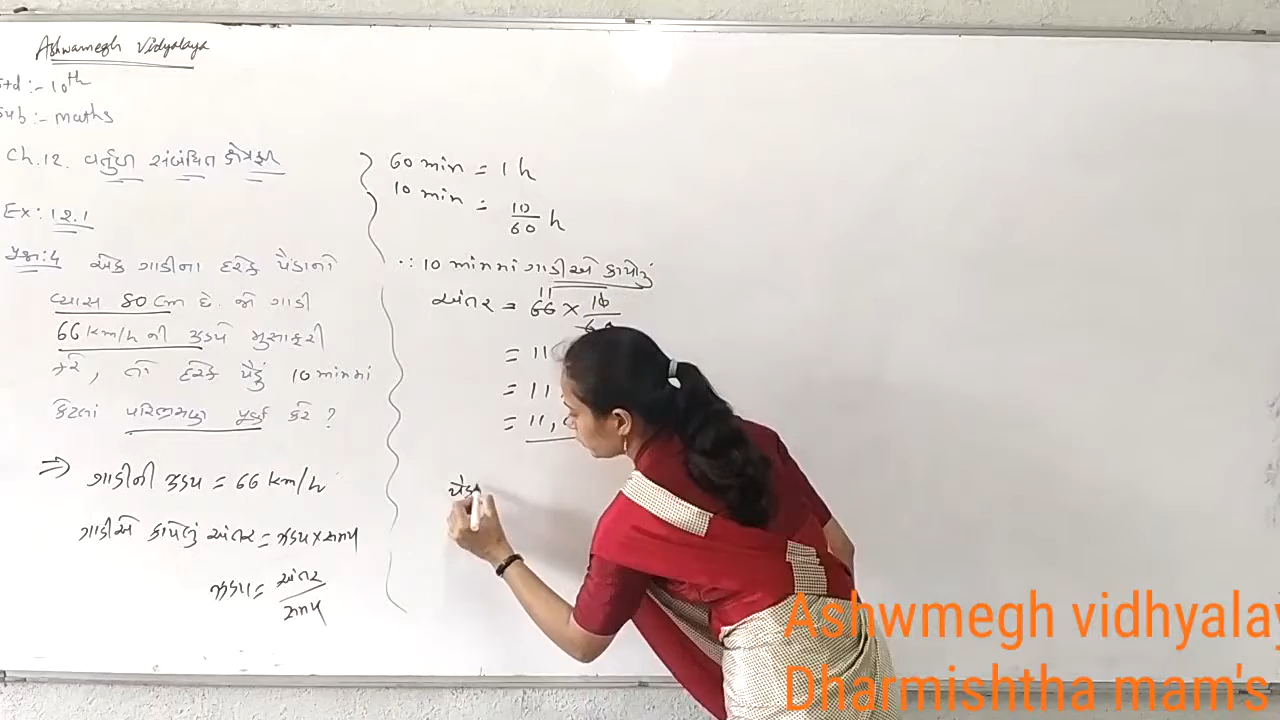 Ashwamegh Vidyalaya
std :- 10th
Sub :- maths
Ch.12. વર્તુળ સંબંધિત ક્ષેત્રફળ
Ex: 12.1
પ્રશ્ન:4 એક ગાડીના દરેક પૈંડાનો
વ્યાસ 80 cm છે. જો ગાડી
66 km/h ની ઝડપે મુસાફરી
કરે, તો દરેક પૈડું 10 minમાં
કેટલાં પરિભ્રમણ પૂર્ણ કરે ?
⇒ ગાડીની ઝડપ = 66 km/h
ગાડીએ કાપેલું અંતર = ઝડપ × સમય
ઝડપ = અંતર
સમય
60 min = 1 h
10 min = 10/60 h
∴ 10 minમાં ગાડીએ કાપેલું
11
અંતર = 66 × 10
= 11
= 11
= 11,
પૈડા
Ashwmegh vidhyalay
Dharmishtha mam's